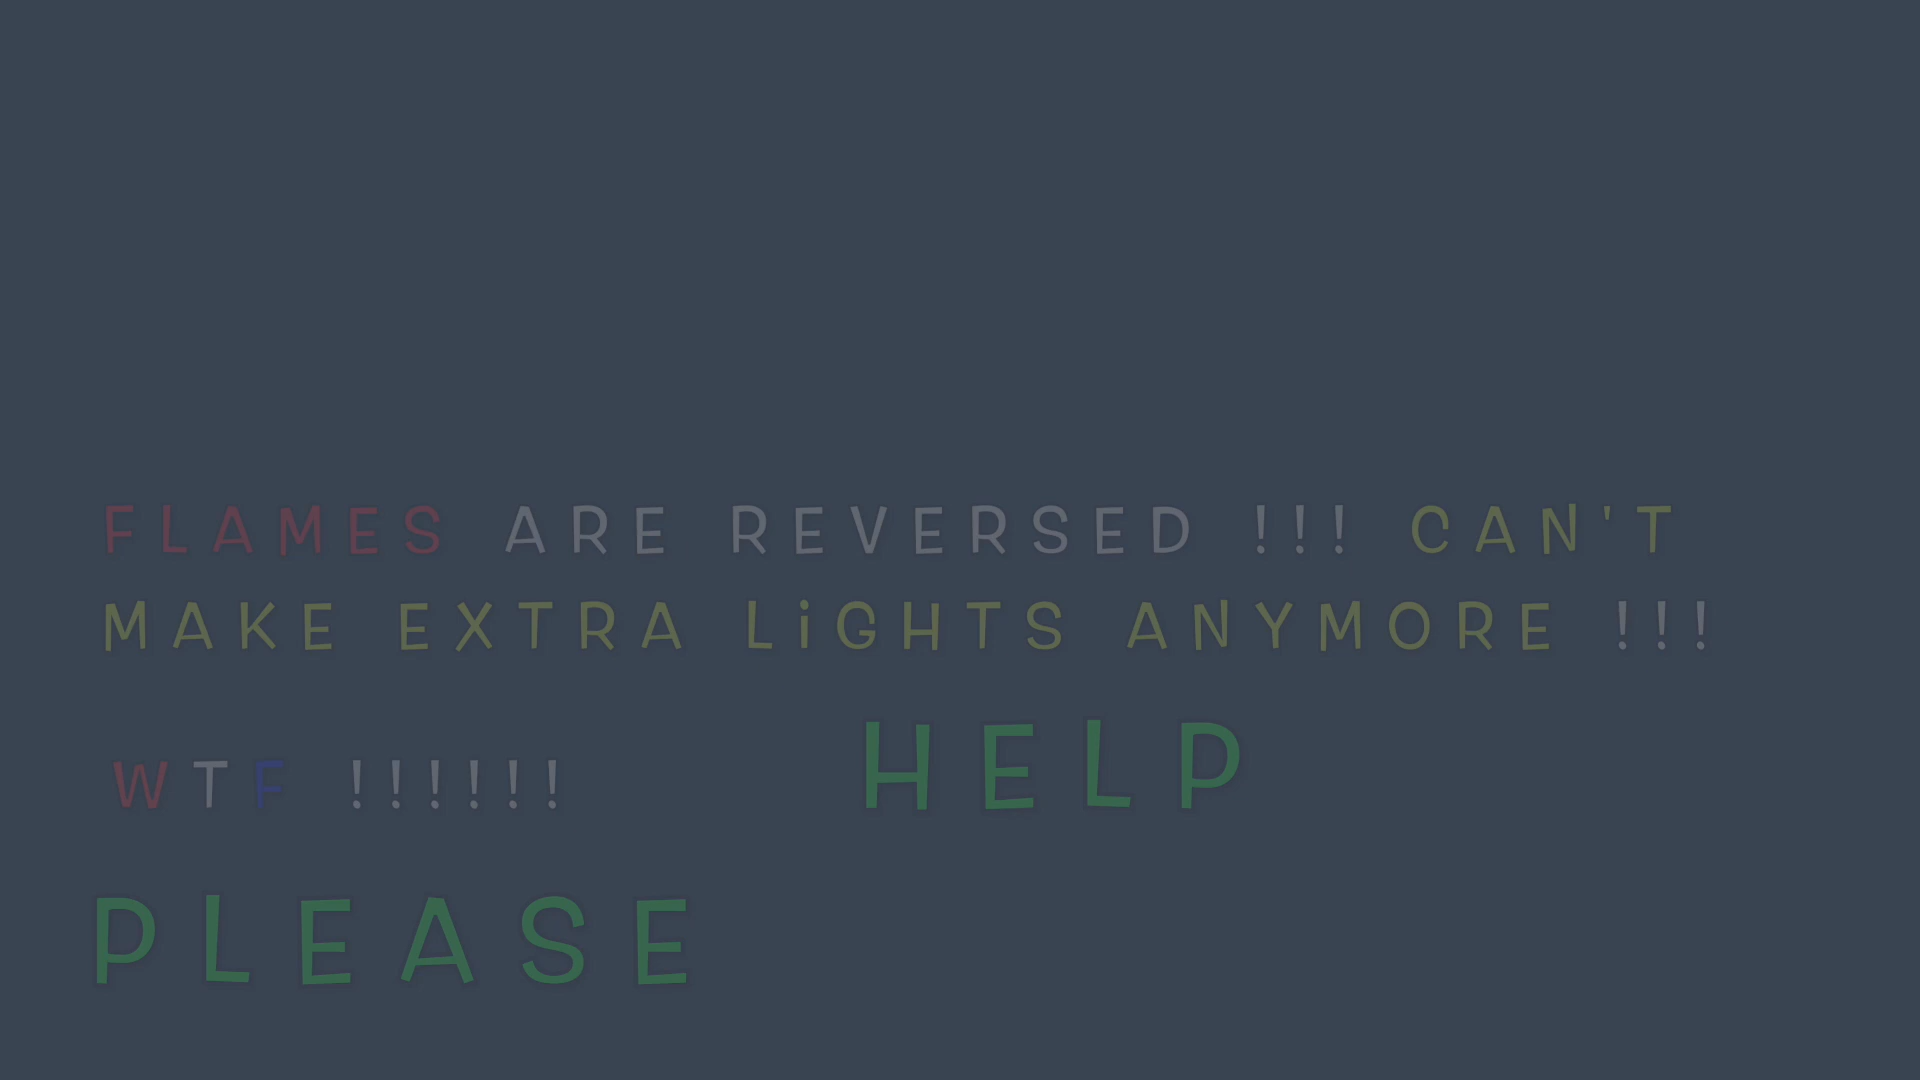 FLAMES ARE REVERSED !!! CAN'T
MAKE EXTRA LiGHTS ANYMORE !!!
WTF !!!!!! HELP
PLEASE